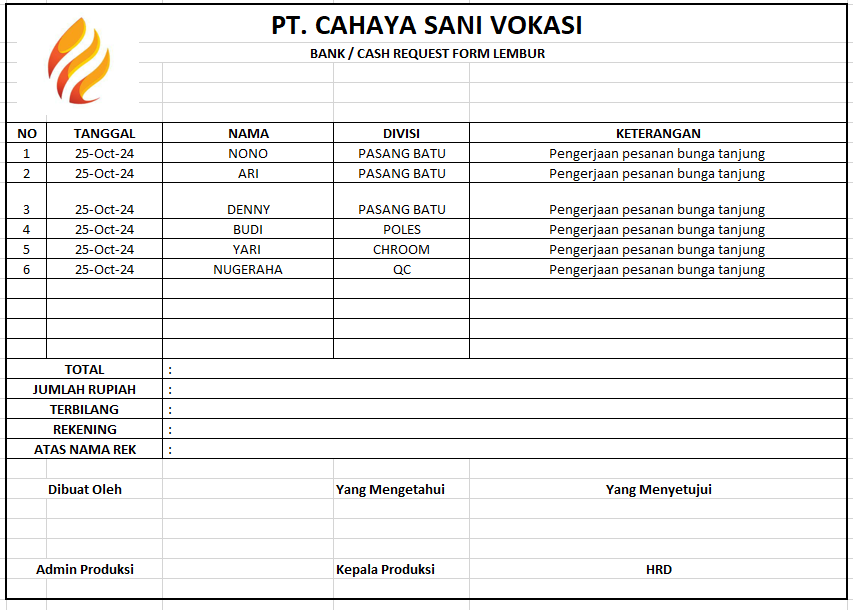 PT. CAHAYA SANI VOKASI
BANK / CASH REQUEST FORM LEMBUR
NO TANGGAL NAMA DIVISI KETERANGAN
1 25-Oct-24 NONO PASANG BATU Pengerjaan pesanan bunga tanjung
2 25-Oct-24 ARI PASANG BATU Pengerjaan pesanan bunga tanjung
3 25-Oct-24 DENNY PASANG BATU Pengerjaan pesanan bunga tanjung
4 25-Oct-24 BUDI POLES Pengerjaan pesanan bunga tanjung
5 25-Oct-24 YARI CHROOM Pengerjaan pesanan bunga tanjung
6 25-Oct-24 NUGERAHA QC Pengerjaan pesanan bunga tanjung
TOTAL :
JUMLAH RUPIAH :
TERBILANG :
REKENING :
ATAS NAMA REK :
Dibuat Oleh Yang Mengetahui Yang Menyetujui
Admin Produksi Kepala Produksi HRD